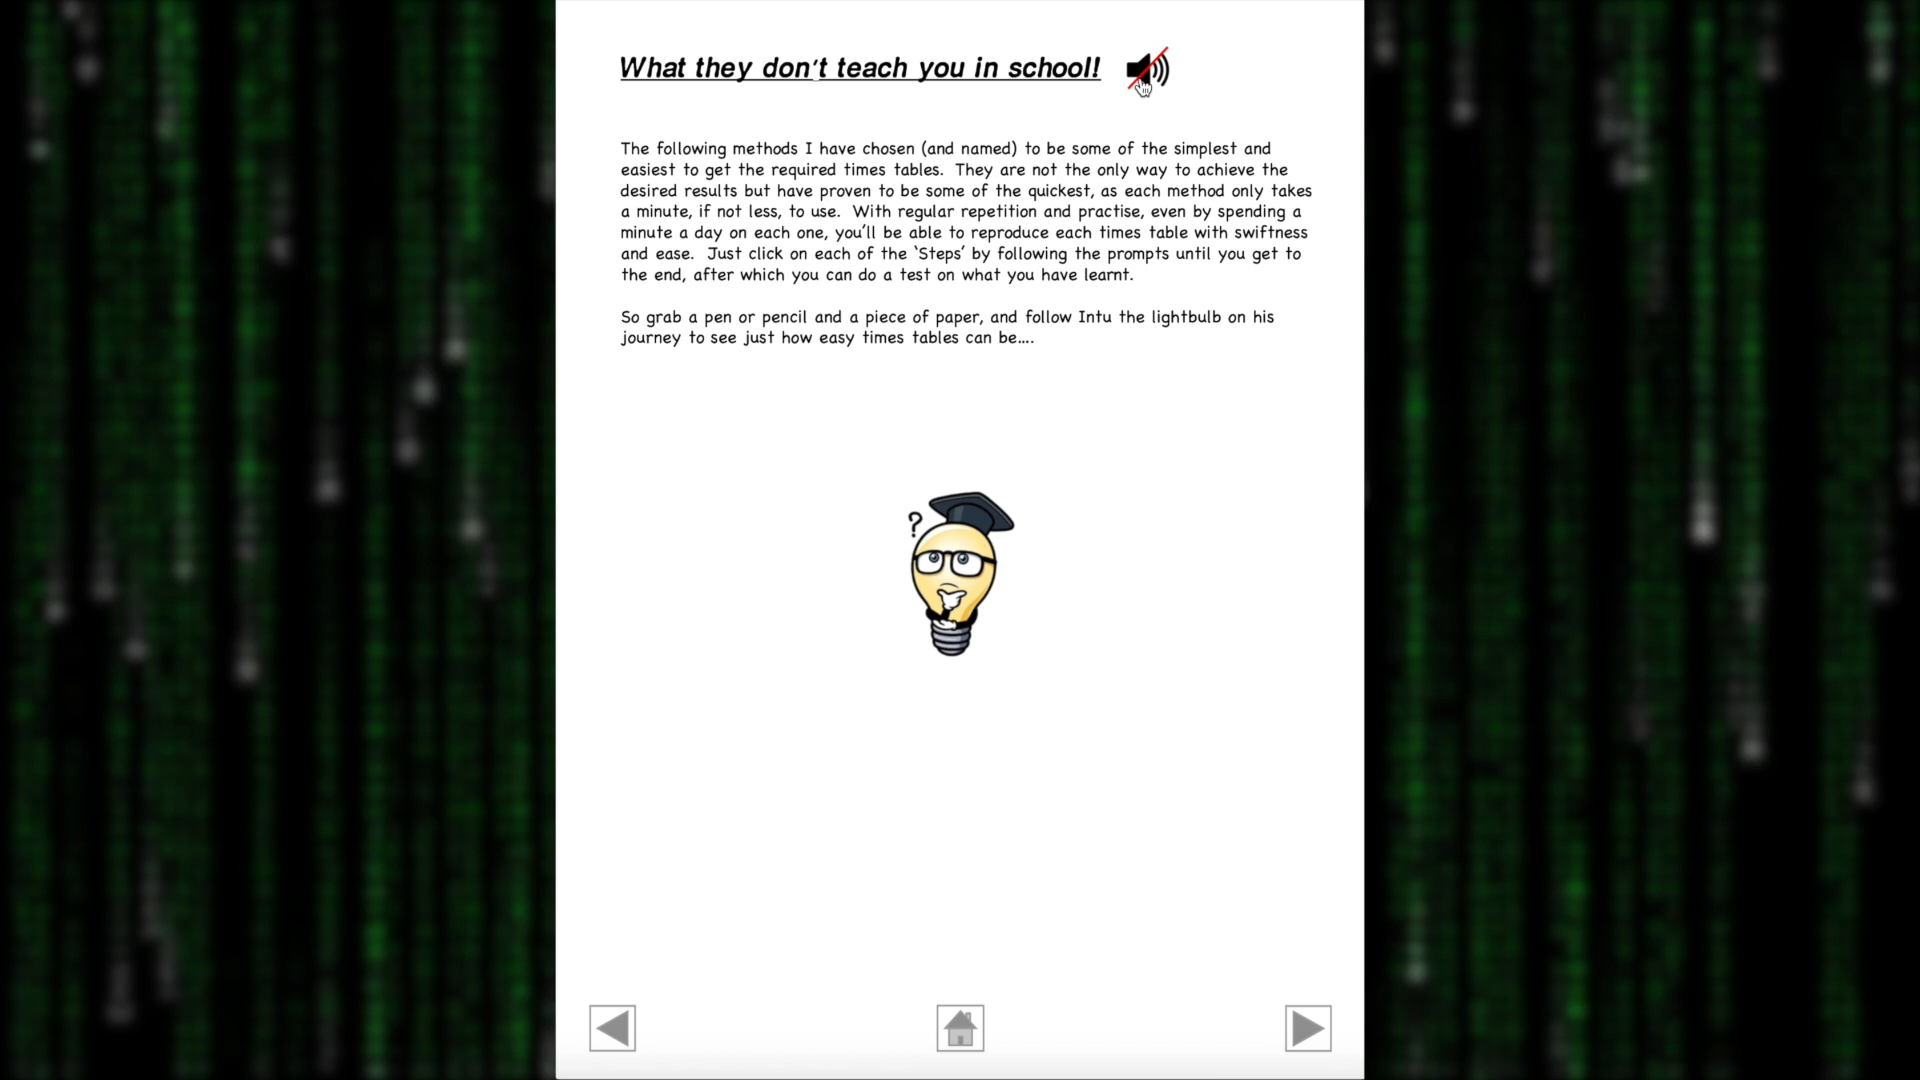 What they don't teach you in school!
The following methods I have chosen (and named) to be some of the simplest and
easiest to get the required times tables.  They are not the only way to achieve the
desired results but have proven to be some of the quickest, as each method only takes
a minute, if not less, to use.  With regular repetition and practise, even by spending a
minute a day on each one, you'll be able to reproduce each times table with swiftness
and ease.  Just click on each of the ‘Steps’ by following the prompts until you get to
the end, after which you can do a test on what you have learnt.
So grab a pen or pencil and a piece of paper, and follow Intu the lightbulb on his
journey to see just how easy times tables can be....
?